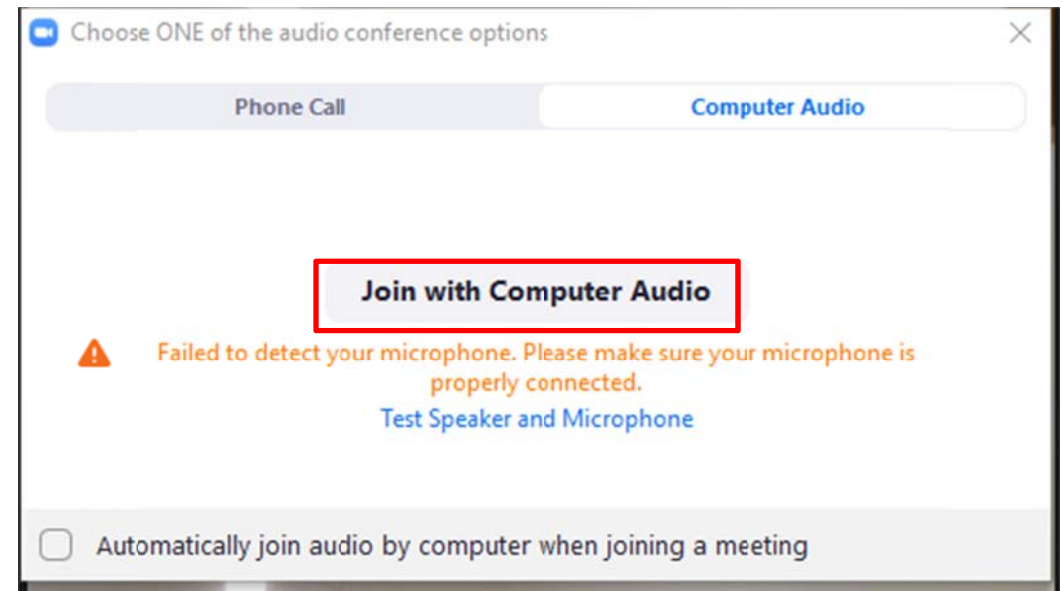 Choose ONE of the audio conference options
Phone Call
Computer Audio
Join with Computer Audio
Failed to detect your microphone. Please make sure your microphone is
properly connected.
Test Speaker and Microphone
Automatically join audio by computer when joining a meeting